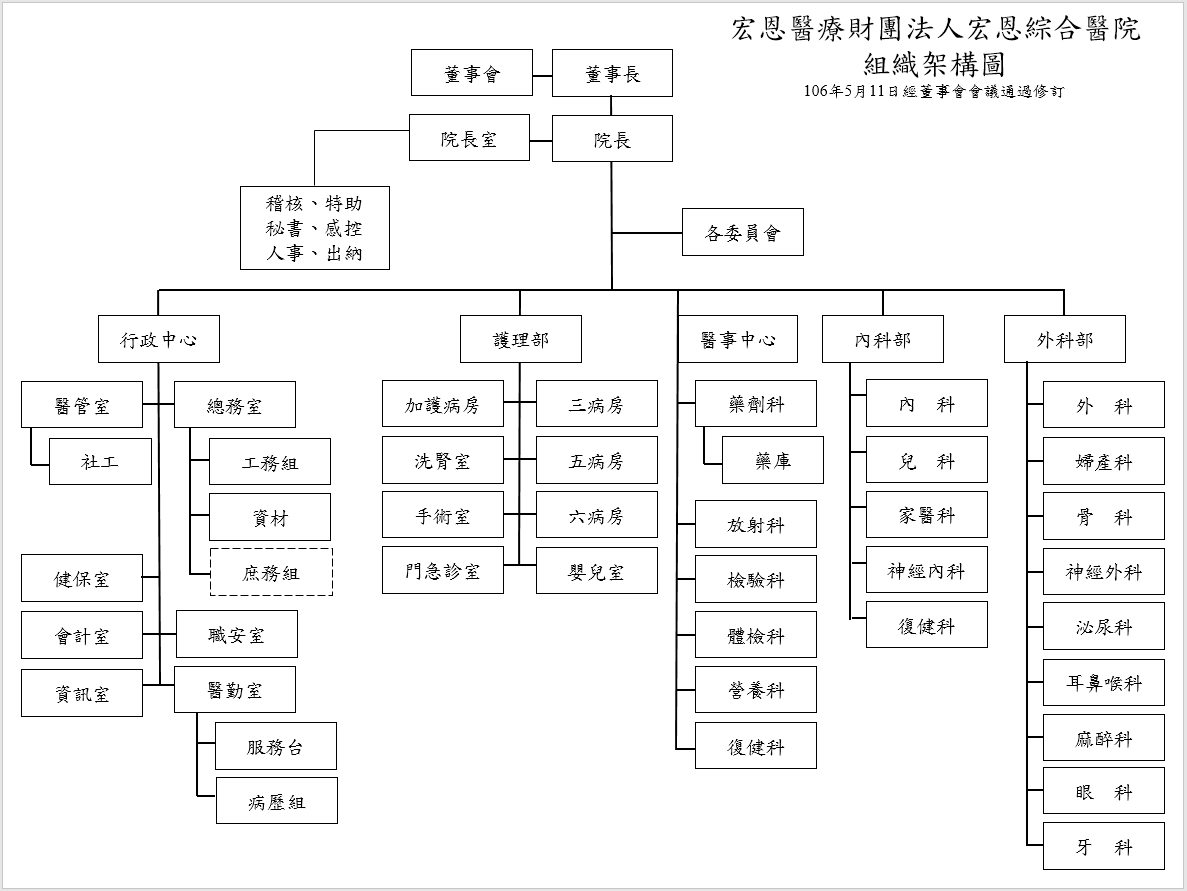 宏恩醫療財團法人宏恩綜合醫院
組織架構圖
106年5月11日經董事會會議通過修訂
董事會
董事長
院長室
院長
稽核、特助
秘書、感控
人事、出納
各委員會
行政中心
護理部
醫事中心
內科部
外科部
醫管室
總務室
社工
工務組
資材
庶務組
健保室
會計室
職安室
資訊室
醫勤室
服務台
病歷組
加護病房
三病房
洗腎室
五病房
手術室
六病房
門急診室
嬰兒室
藥劑科
藥庫
放射科
檢驗科
體檢科
營養科
復健科
內　科
兒　科
家醫科
神經內科
復健科
外　科
婦產科
骨　科
神經外科
泌尿科
耳鼻喉科
麻醉科
眼　科
牙　科